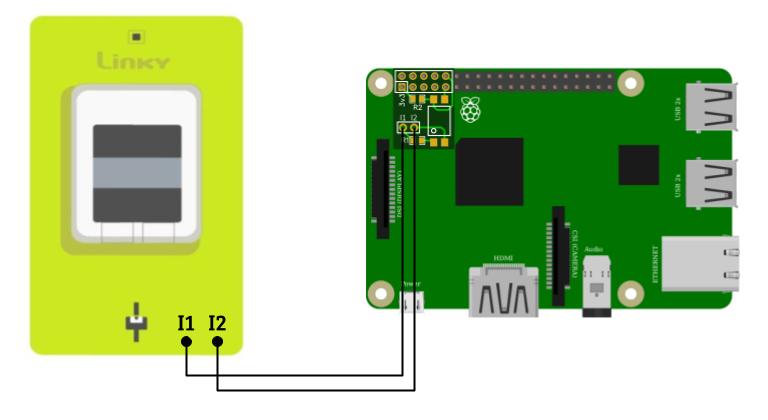 Linky
I1 I2
3v3
R2
I1 I2
DSI (DISPLAY)
Power
HDMI
CSI (CAMERA)
Audio
USB 2x
USB 2x
ETHERNET